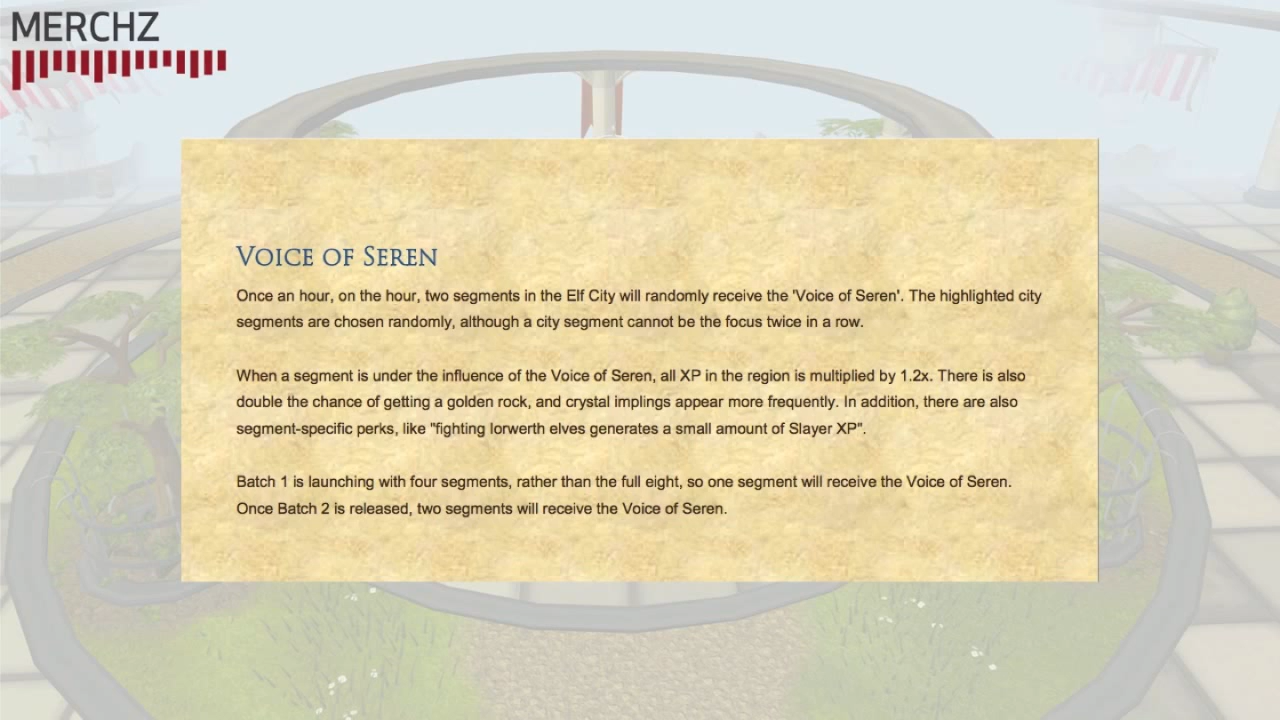 MERCHZ
VOICE OF SEREN
Once an hour, on the hour, two segments in the Elf City will randomly receive the 'Voice of Seren'. The highlighted city
segments are chosen randomly, although a city segment cannot be the focus twice in a row.
When a segment is under the influence of the Voice of Seren, all XP in the region is multiplied by 1.2x. There is also
double the chance of getting a golden rock, and crystal implings appear more frequently. In addition, there are also
segment-specific perks, like "fighting Iorwerth elves generates a small amount of Slayer XP".
Batch 1 is launching with four segments, rather than the full eight, so one segment will receive the Voice of Seren.
Once Batch 2 is released, two segments will receive the Voice of Seren.